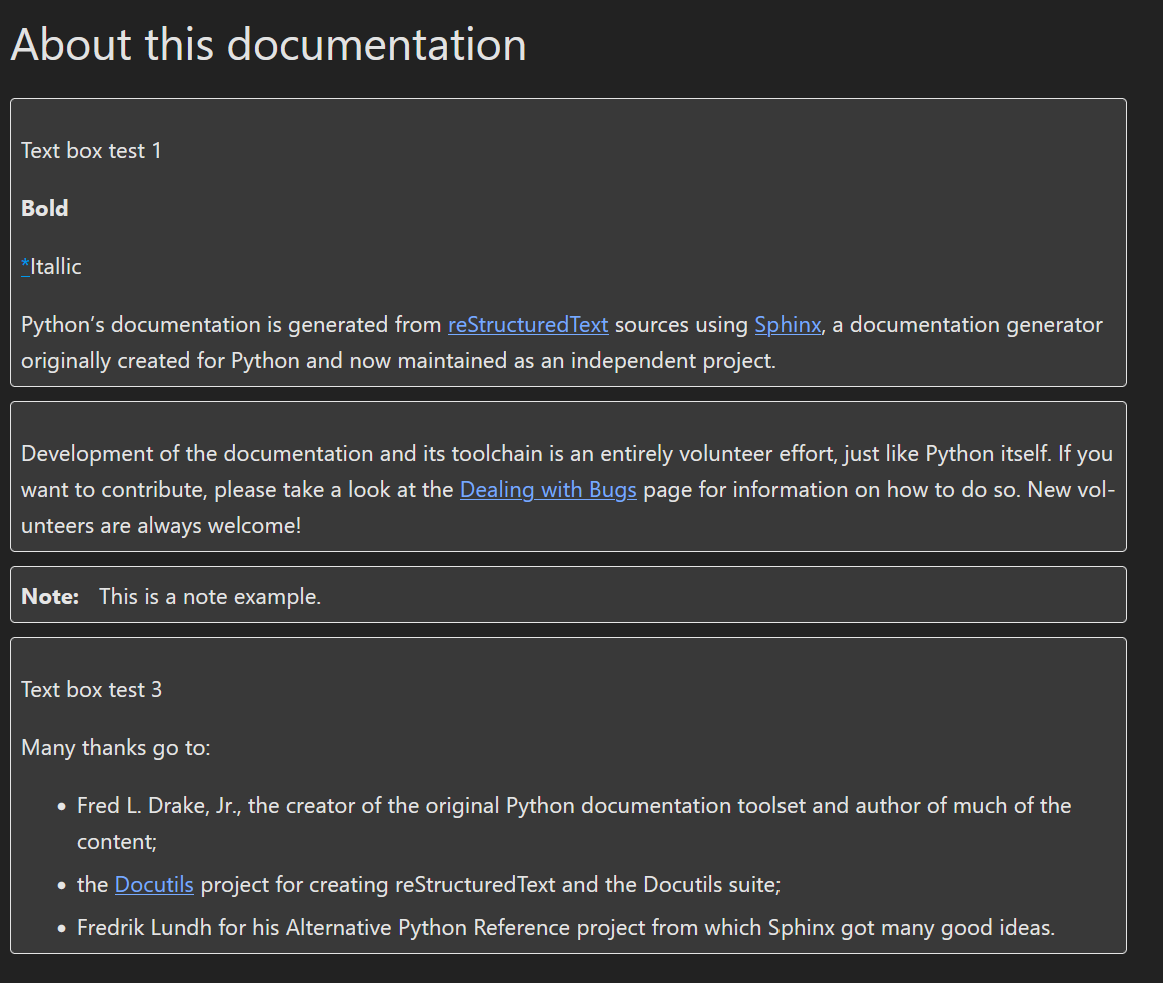 About this documentation
Text box test 1
Bold
*Itallic
Python’s documentation is generated from reStructuredText sources using Sphinx, a documentation generator
originally created for Python and now maintained as an independent project.
Development of the documentation and its toolchain is an entirely volunteer effort, just like Python itself. If you
want to contribute, please take a look at the Dealing with Bugs page for information on how to do so. New vol-
unteers are always welcome!
Note: This is a note example.
Text box test 3
Many thanks go to:
• Fred L. Drake, Jr., the creator of the original Python documentation toolset and author of much of the
content;
• the Docutils project for creating reStructuredText and the Docutils suite;
• Fredrik Lundh for his Alternative Python Reference project from which Sphinx got many good ideas.